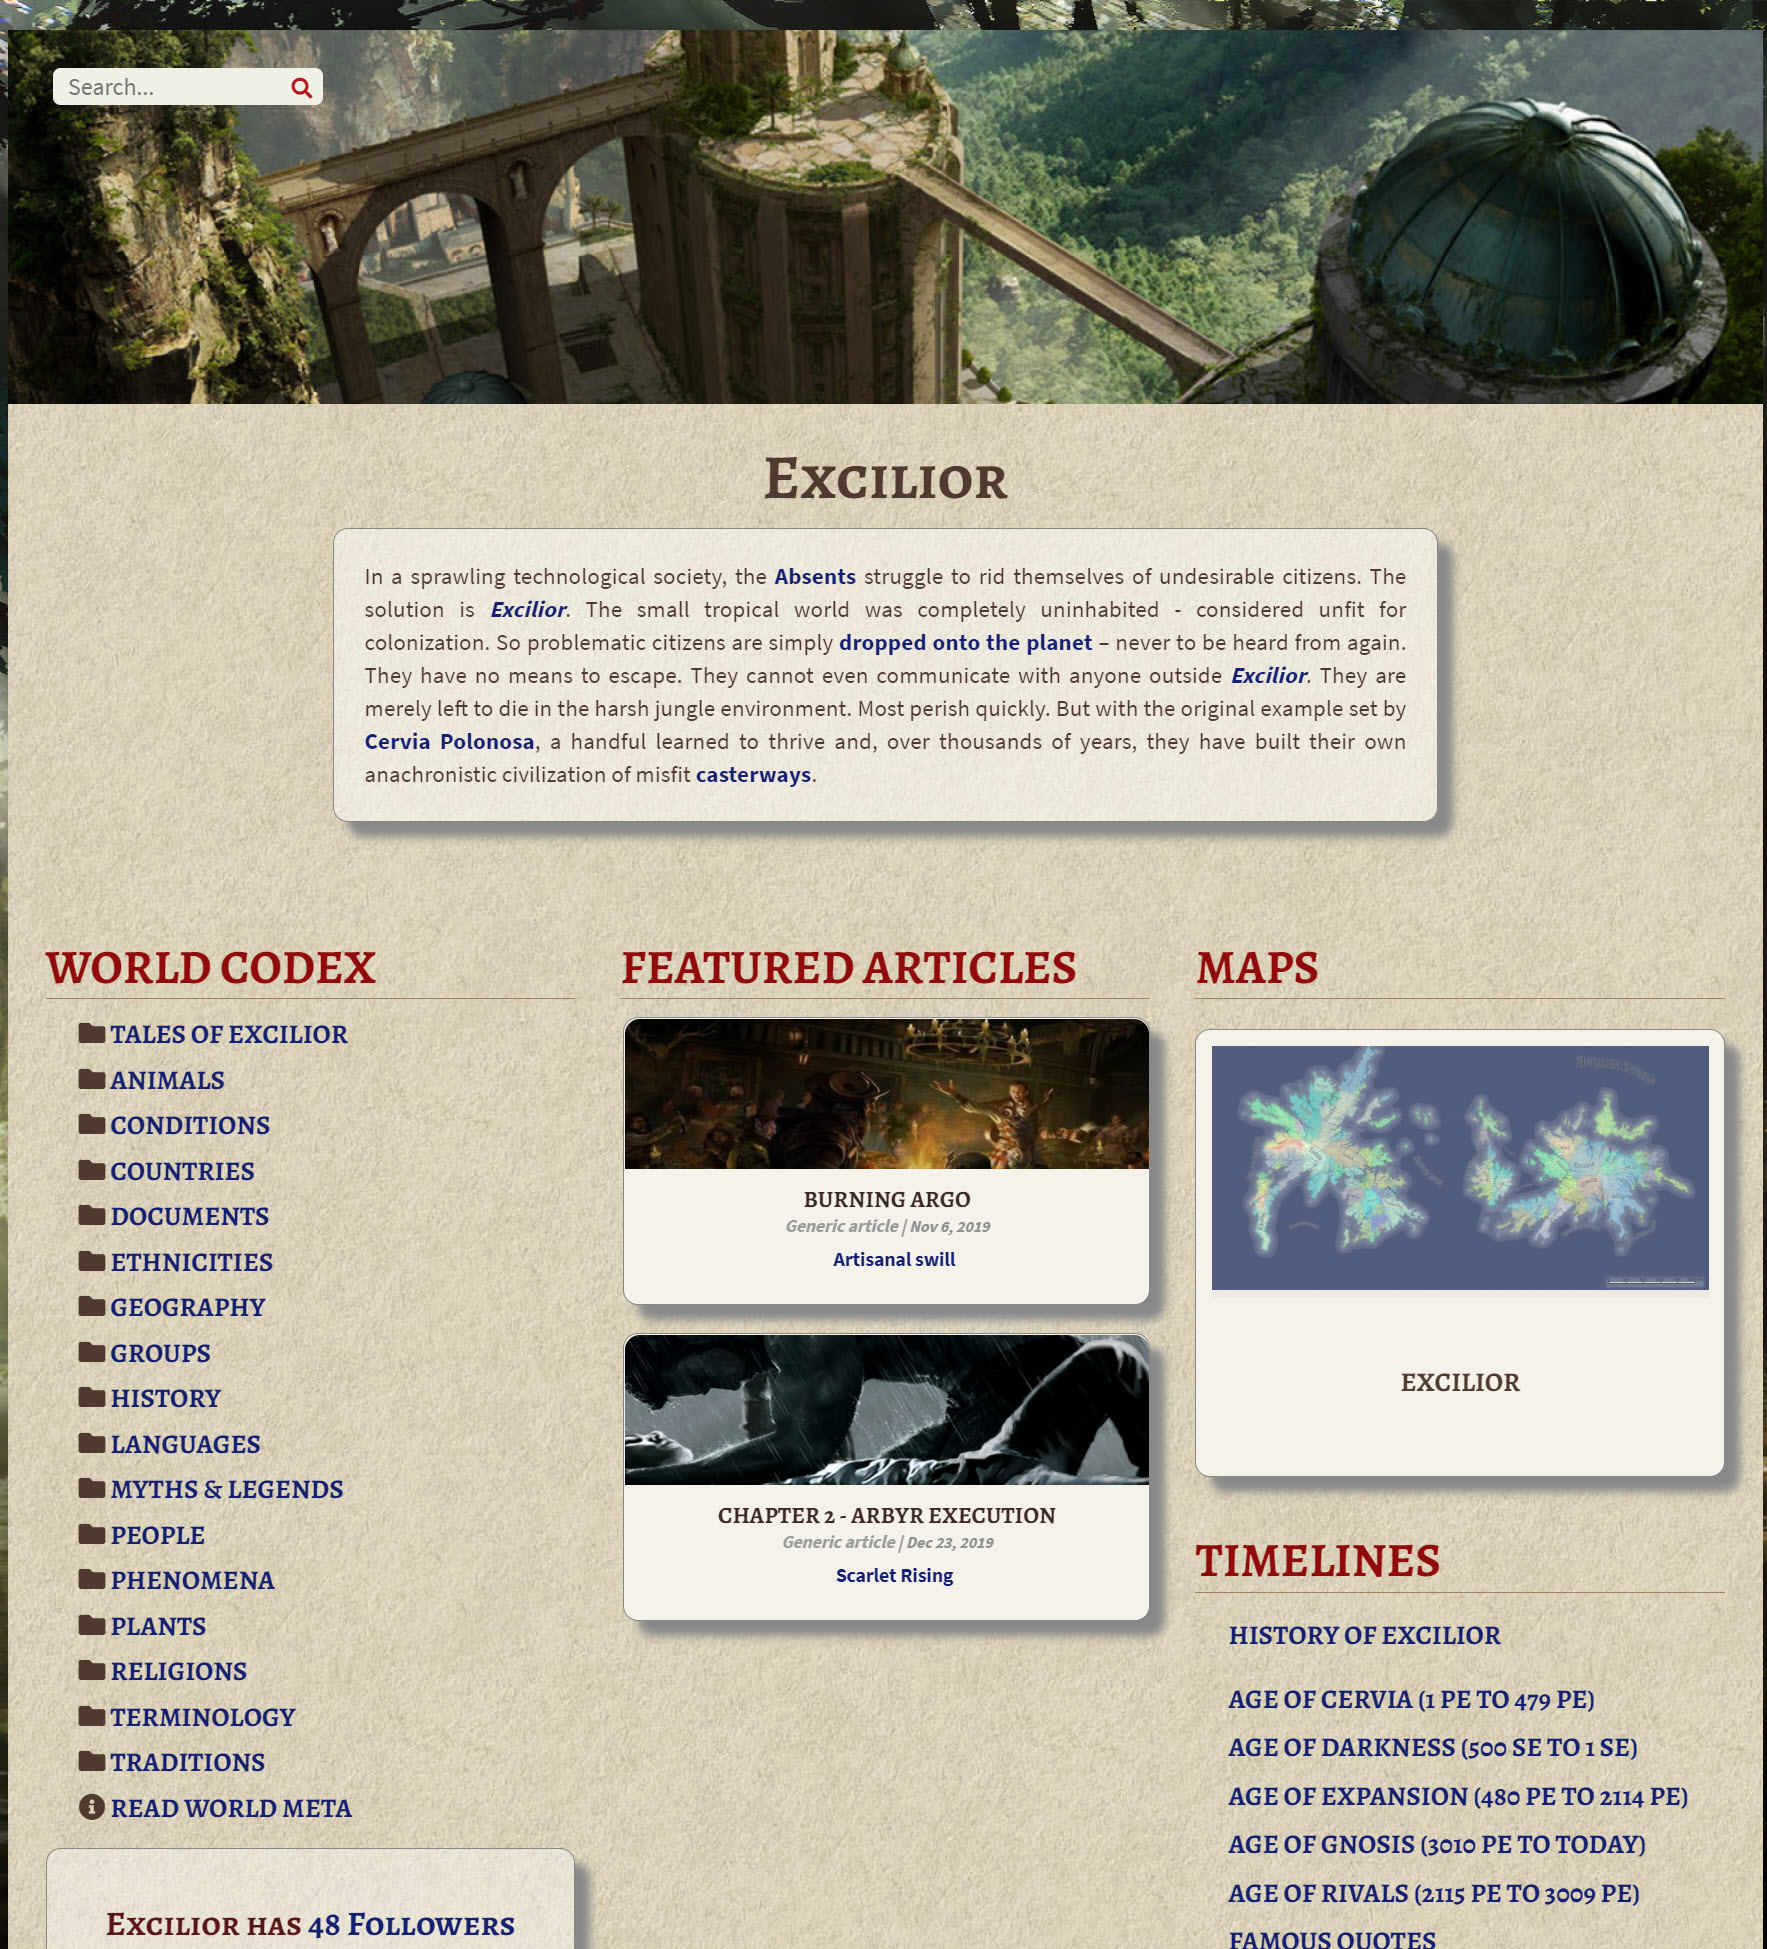 Search...
Excilior
In a sprawling technological society, the Absents struggle to rid themselves of undesirable citizens. The
solution is Excilior. The small tropical world was completely uninhabited - considered unfit for
colonization. So problematic citizens are simply dropped onto the planet – never to be heard from again.
They have no means to escape. They cannot even communicate with anyone outside Excilior. They are
merely left to die in the harsh jungle environment. Most perish quickly. But with the original example set by
Cervia Polonosa, a handful learned to thrive and, over thousands of years, they have built their own
anachronistic civilization of misfit casterways.
WORLD CODEX
TALES OF EXCILIOR
ANIMALS
CONDITIONS
COUNTRIES
DOCUMENTS
ETHNICITIES
GEOGRAPHY
GROUPS
HISTORY
LANGUAGES
MYTHS & LEGENDS
PEOPLE
PHENOMENA
PLANTS
RELIGIONS
TERMINOLOGY
TRADITIONS
READ WORLD META
Excilior has 48 Followers
FEATURED ARTICLES
BURNING ARGO
Generic article | Nov 6, 2019
Artisanal swill
CHAPTER 2 - ARBYR EXECUTION
Generic article | Dec 23, 2019
Scarlet Rising
MAPS
EXCILIOR
TIMELINES
HISTORY OF EXCILIOR
AGE OF CERVIA (1 PE TO 479 PE)
AGE OF DARKNESS (500 SE TO 1 SE)
AGE OF EXPANSION (480 PE TO 2114 PE)
AGE OF GNOSIS (3010 PE TO TODAY)
AGE OF RIVALS (2115 PE TO 3009 PE)
FAMOUS QUOTES